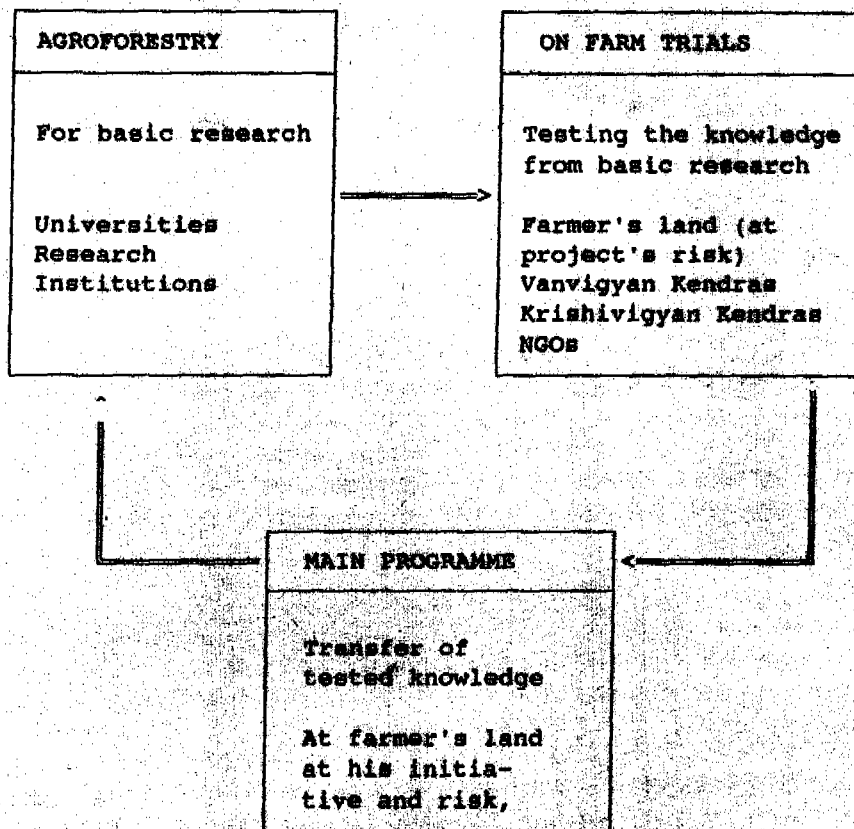 AGROFORESTRY
For basic research
Universities
Research
Institutions
ON FARM TRIALS
Testing the knowledge
from basic research
Farmer's land (at
project's risk)
Vanvigyan Kendras
Krishivigyan Kendras
NGOs
MAIN PROGRAMME
Transfer of
tested knowledge
At farmer's land
at his initia-
tive and risk,